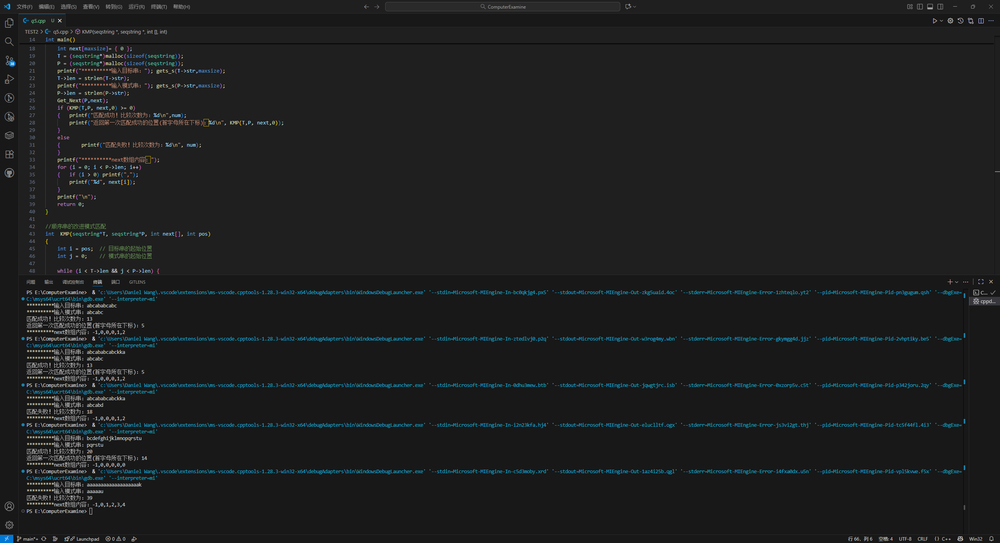 文件(F) 编辑(E) 选择(S) 查看(V) 转到(G) 运行(R) 终端(T) 帮助(H) ComputerExamine
q5.cpp U
TEST2 > q5.cpp > KMP(seqstring *, seqstring *, int [], int)
14 int main()
18 int next[maxsize]= { 0 };
19 T = (seqstring*)malloc(sizeof(seqstring));
20 P = (seqstring*)malloc(sizeof(seqstring));
21 printf("**********输入目标串："); gets_s(T->str,maxsize);
22 T->len = strlen(T->str);
23 printf("**********输入模式串："); gets_s(P->str,maxsize);
24 P->len = strlen(P->str);
25 Get_Next(P,next);
26 if (KMP(T,P, next,0) >= 0)
27 { printf("匹配成功！比较次数为：%d\n",num);
28 printf("返回第一次匹配成功的位置(首字母所在下标)：%d\n", KMP(T,P, next,0));
29 }
30 else
31 { printf("匹配失败！比较次数为：%d\n", num);
32 }
33 printf("**********next数组内容：");
34 for (i = 0; i < P->len; i++)
35 { if (i > 0) printf(",");
36 printf("%d", next[i]);
37 }
38 printf("\n");
39 return 0;
40 }
41
42 //顺序串的改进模式匹配
43 int  KMP(seqstring*T, seqstring*P, int next[], int pos)
44 {
45 int i = pos;  // 目标串的起始位置
46 int j = 0;    // 模式串的起始位置
47
48 while (i < T->len && j < P->len) {
问题 输出 调试控制台 终端 端口 GITLENS
PS E:\ComputerExamine>  & 'c:\Users\Daniel Wang\.vscode\extensions\ms-vscode.cpptools-1.28.3-win32-x64\debugAdapters\bin\WindowsDebugLauncher.exe' '--stdin=Microsoft-MIEngine-In-bc0qkjg4.px5' '--stdout=Microsoft-MIEngine-Out-zkg5uaid.4oc' '--stderr=Microsoft-MIEngine-Error-1zhteqlo.yt2' '--pid=Microsoft-MIEngine-Pid-pn3gugum.qsh' '--dbgExe=
C:\msys64\ucrt64\bin\gdb.exe' '--interpreter=mi'
**********输入目标串：abcababcabc
**********输入模式串：abcabc
匹配成功！比较次数为：13
返回第一次匹配成功的位置(首字母所在下标)：5
**********next数组内容：-1,0,0,0,1,2
PS E:\ComputerExamine>  & 'c:\Users\Daniel Wang\.vscode\extensions\ms-vscode.cpptools-1.28.3-win32-x64\debugAdapters\bin\WindowsDebugLauncher.exe' '--stdin=Microsoft-MIEngine-In-ztedlvj0.p2q' '--stdout=Microsoft-MIEngine-Out-w3rog4my.wbn' '--stderr=Microsoft-MIEngine-Error-gkymgg4d.jjz' '--pid=Microsoft-MIEngine-Pid-2vhptiky.be5' '--dbgExe=
C:\msys64\ucrt64\bin\gdb.exe' '--interpreter=mi'
**********输入目标串：abcababcabckka
**********输入模式串：abcabc
匹配成功！比较次数为：13
返回第一次匹配成功的位置(首字母所在下标)：5
**********next数组内容：-1,0,0,0,1,2
PS E:\ComputerExamine>  & 'c:\Users\Daniel Wang\.vscode\extensions\ms-vscode.cpptools-1.28.3-win32-x64\debugAdapters\bin\WindowsDebugLauncher.exe' '--stdin=Microsoft-MIEngine-In-0dhu3mew.btb' '--stdout=Microsoft-MIEngine-Out-jqwgtjrc.isb' '--stderr=Microsoft-MIEngine-Error-0xzorp5v.c5t' '--pid=Microsoft-MIEngine-Pid-p342joru.2qy' '--dbgExe=
C:\msys64\ucrt64\bin\gdb.exe' '--interpreter=mi'
**********输入目标串：abcababcabckka
**********输入模式串：abcabd
匹配失败！比较次数为：18
**********next数组内容：-1,0,0,0,1,2
PS E:\ComputerExamine>  & 'c:\Users\Daniel Wang\.vscode\extensions\ms-vscode.cpptools-1.28.3-win32-x64\debugAdapters\bin\WindowsDebugLauncher.exe' '--stdin=Microsoft-MIEngine-In-i2n23kfa.hj4' '--stdout=Microsoft-MIEngine-Out-eluclltf.ogx' '--stderr=Microsoft-MIEngine-Error-js3vi2gt.thj' '--pid=Microsoft-MIEngine-Pid-tc5f44fl.4i3' '--dbgExe=
C:\msys64\ucrt64\bin\gdb.exe' '--interpreter=mi'
**********输入目标串：bcdefghijklmnopqrstu
**********输入模式串：pqrstu
匹配成功！比较次数为：20
返回第一次匹配成功的位置(首字母所在下标)：14
**********next数组内容：-1,0,0,0,0,0
PS E:\ComputerExamine>  & 'c:\Users\Daniel Wang\.vscode\extensions\ms-vscode.cpptools-1.28.3-win32-x64\debugAdapters\bin\WindowsDebugLauncher.exe' '--stdin=Microsoft-MIEngine-In-c5d3moby.xrd' '--stdout=Microsoft-MIEngine-Out-1az4i25b.qgl' '--stderr=Microsoft-MIEngine-Error-i4fxa0dx.u5n' '--pid=Microsoft-MIEngine-Pid-vpl5kvwe.f5x' '--dbgExe=
C:\msys64\ucrt64\bin\gdb.exe' '--interpreter=mi'
**********输入目标串：aaaaaaaaaaaaaaaaaaak
**********输入模式串：aaaaau
匹配失败！比较次数为：39
**********next数组内容：-1,0,1,2,3,4
PS E:\ComputerExamine>
C...
cppd...
38
main*+ Launchpad 0 0 行 66，列 6 空格: 4 UTF-8 CRLF {} C++ Win32